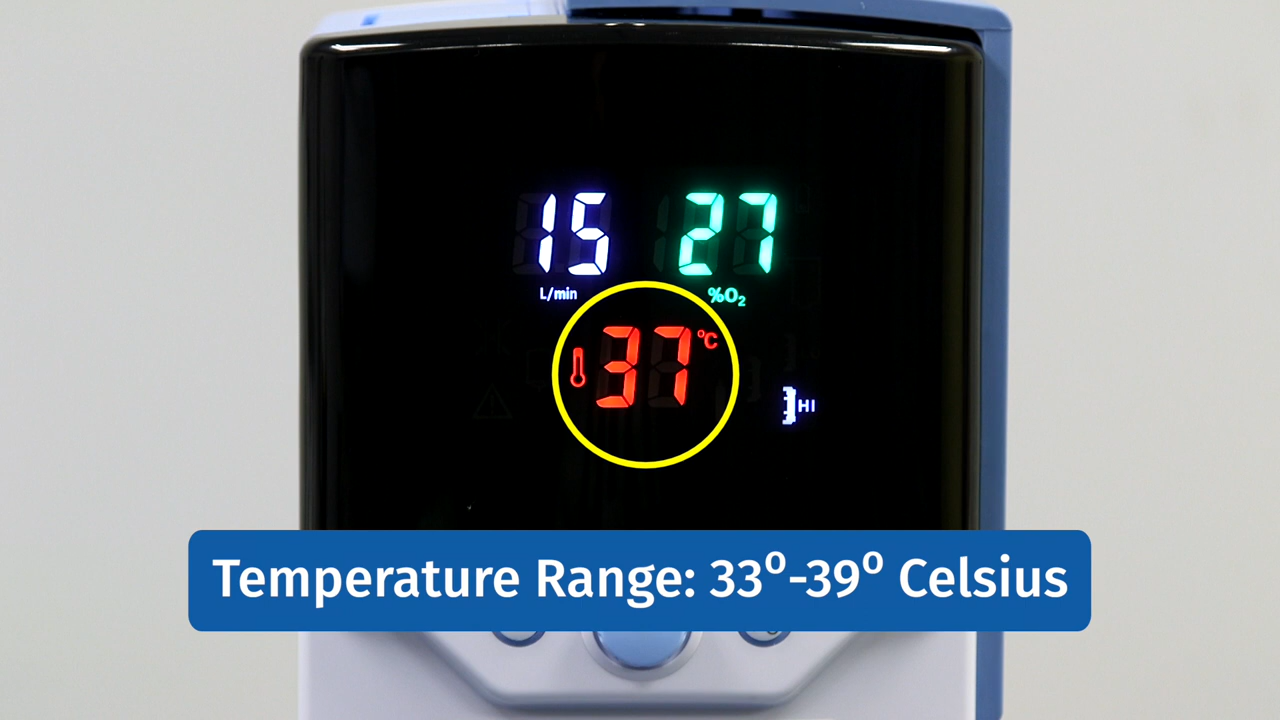 15 27
L/min %O₂
37 °C
HI
Temperature Range: 33º-39º Celsius